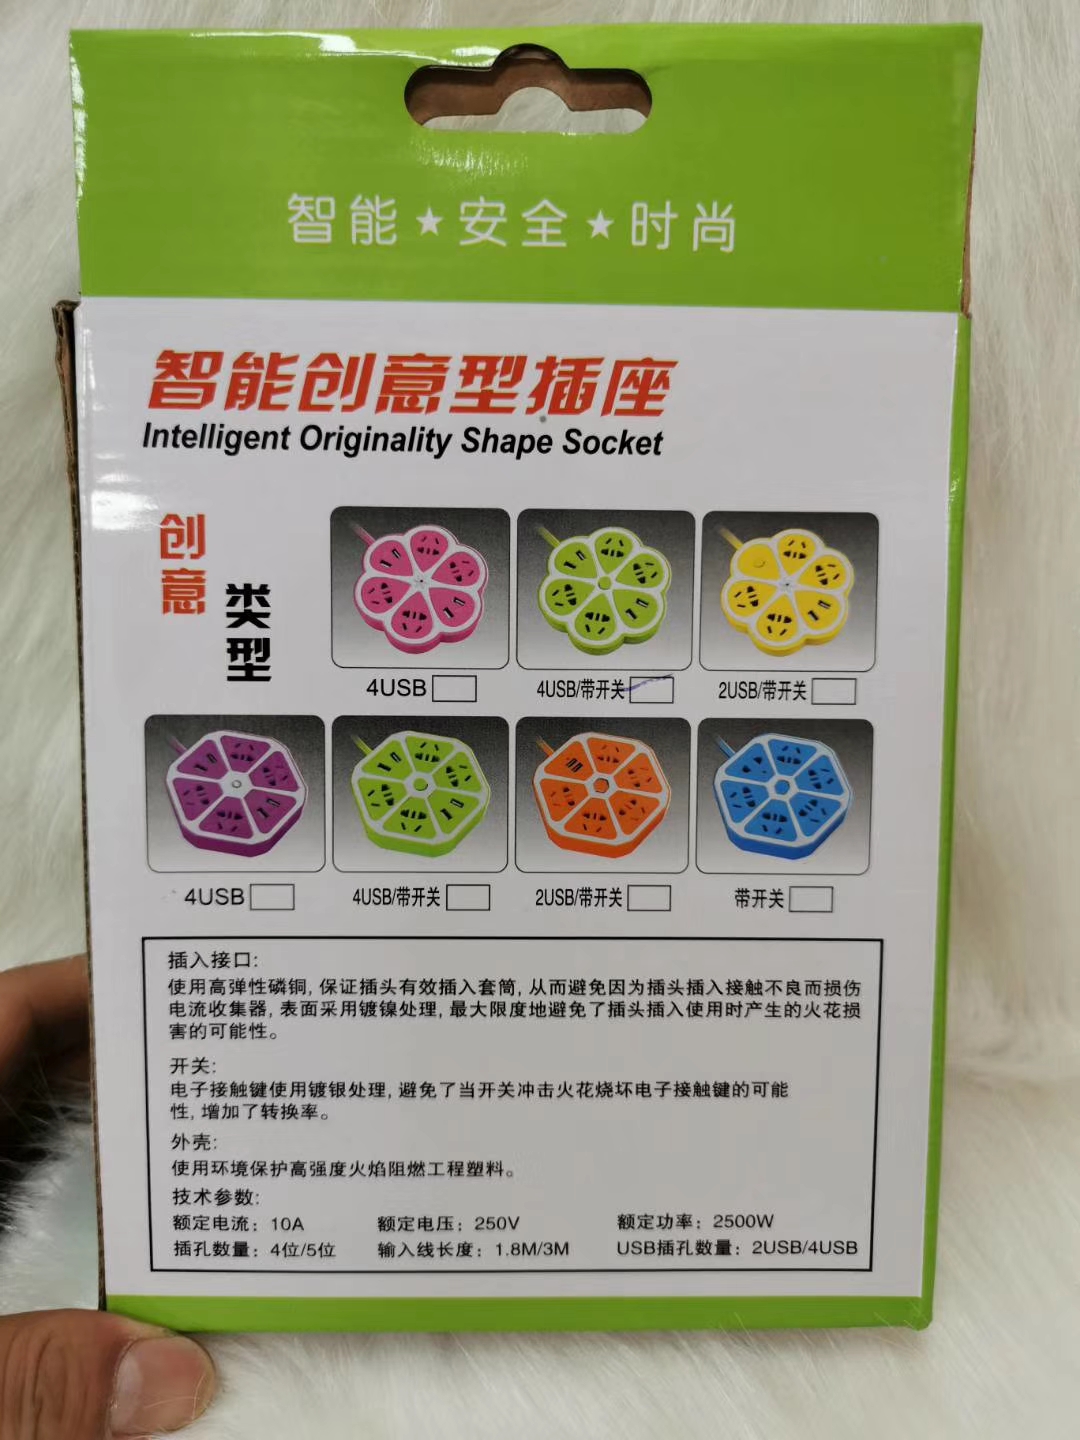 智能★安全★时尚
智能创意型插座
Intelligent Originality Shape Socket
创意
类型
4USB
4USB/带开关
2USB/带开关
4USB
4USB/带开关
2USB/带开关
带开关
插入接口:
使用高弹性磷铜, 保证插头有效插入套筒, 从而避免因为插头插入接触不良而损伤
电流收集器, 表面采用镀镍处理, 最大限度地避免了插头插入使用时产生的火花损
害的可能性。
开关:
电子接触键使用镀银处理, 避免了当开关冲击火花烧坏电子接触键的可能
性, 增加了转换率。
外壳:
使用环境保护高强度火焰阻燃工程塑料。
技术参数:
额定电流: 10A 额定电压: 250V 额定功率: 2500W
插孔数量: 4位/5位 输入线长度: 1.8M/3M USB插孔数量: 2USB/4USB